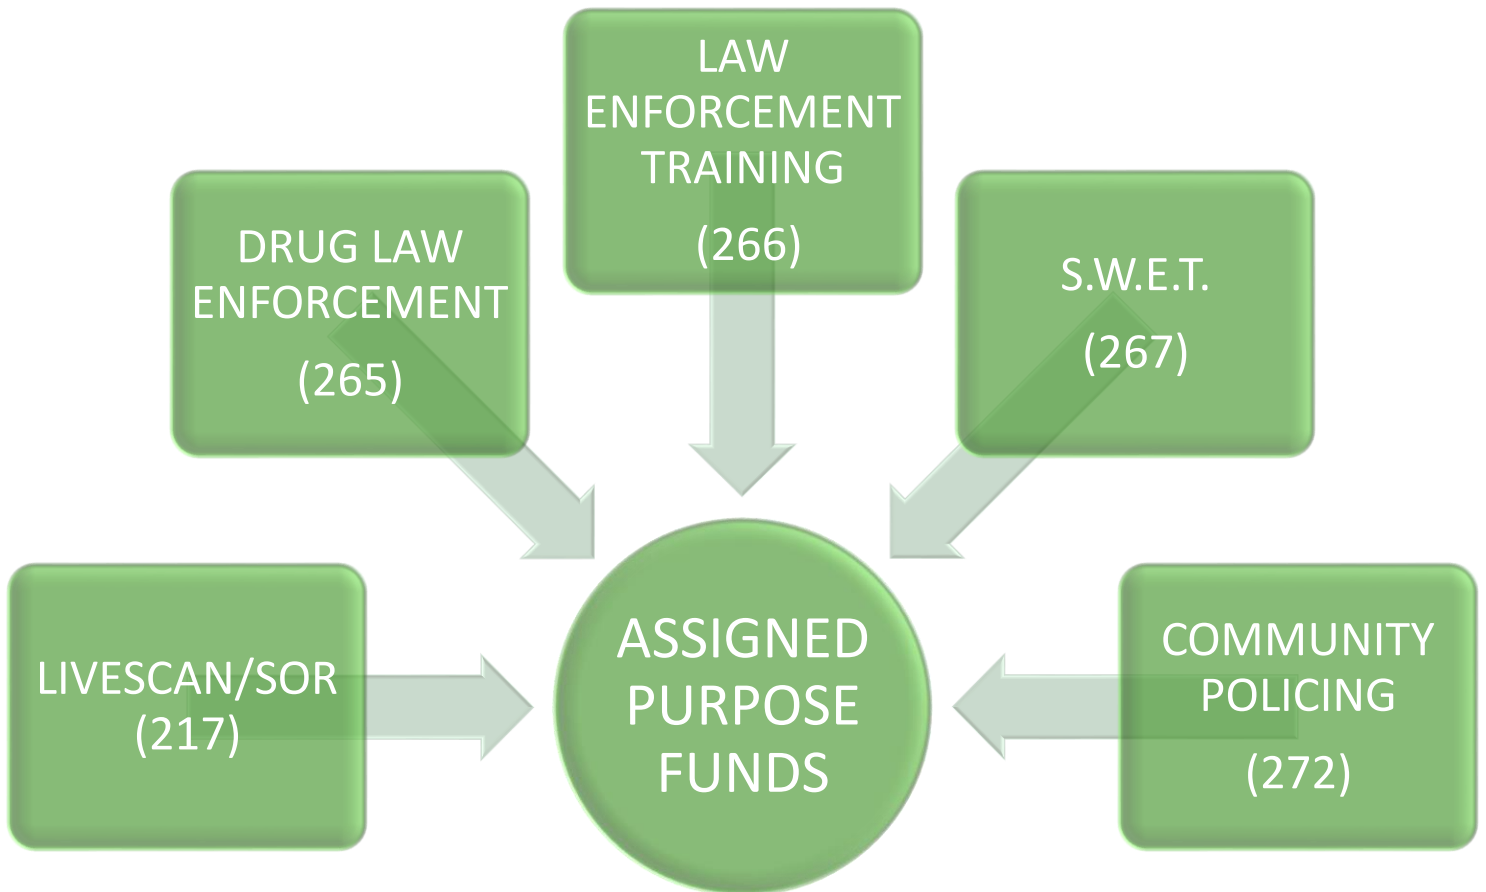 LAW
ENFORCEMENT
TRAINING
(266)
DRUG LAW
ENFORCEMENT
(265)
S.W.E.T.
(267)
LIVESCAN/SOR
(217)
ASSIGNED
PURPOSE
FUNDS
COMMUNITY
POLICING
(272)